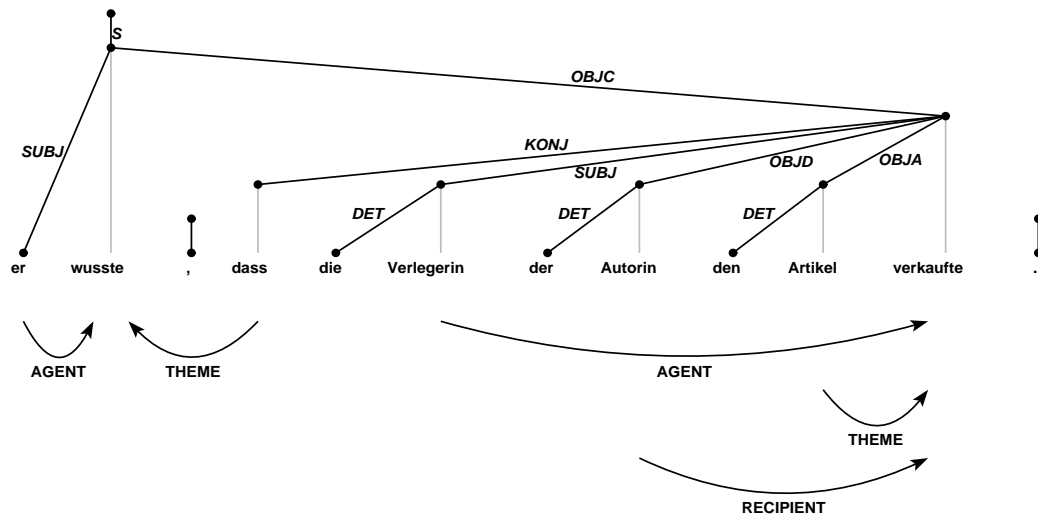 S
OBJC
SUBJ
KONJ
SUBJ
OBJD
OBJA
DET
DET
DET
er wusste , dass die Verlegerin der Autorin den Artikel verkaufte .
AGENT THEME AGENT
THEME
RECIPIENT